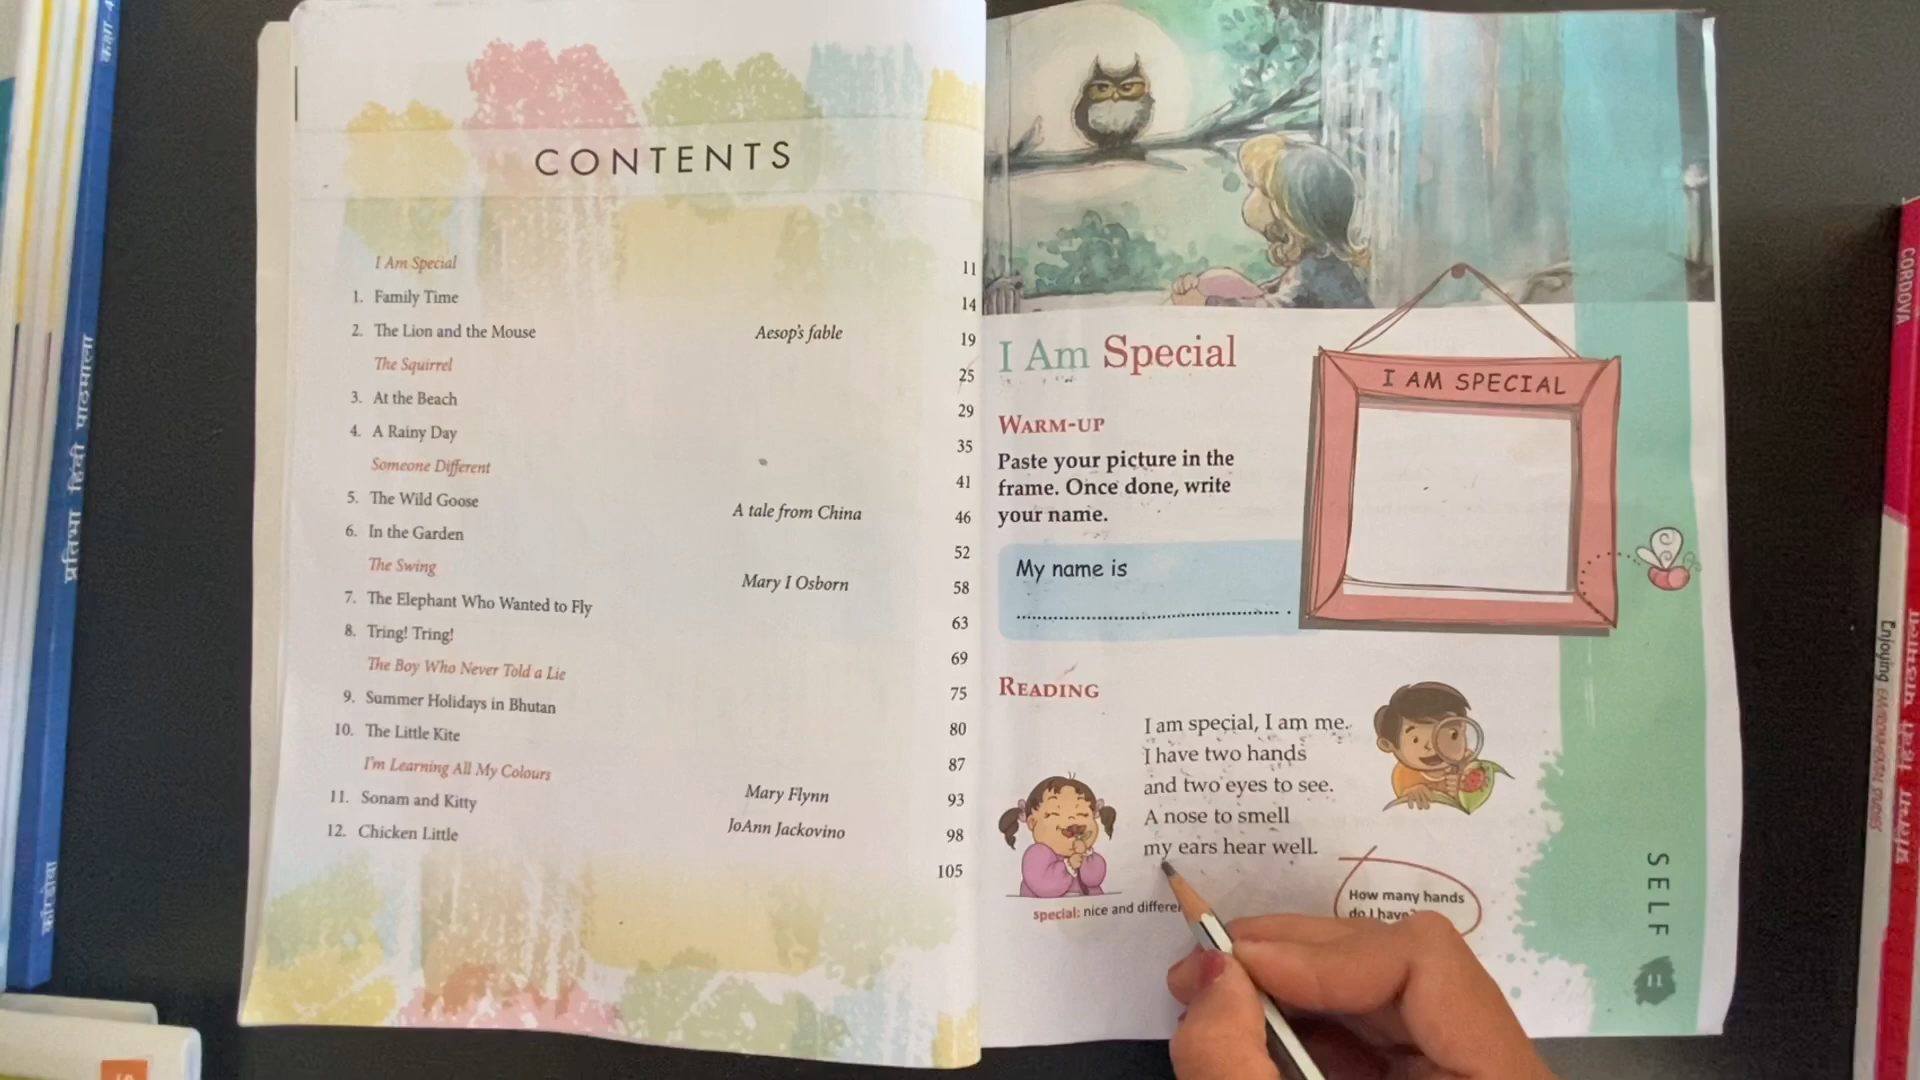 कक्षा-4
प्रतिभा हिंदी पाठमाला
कॉरडोवा
CONTENTS
I Am Special 11
1. Family Time 14
2. The Lion and the Mouse Aesop's fable 19
The Squirrel 25
3. At the Beach 29
4. A Rainy Day 35
Someone Different 41
5. The Wild Goose A tale from China 46
6. In the Garden 52
The Swing Mary I Osborn 58
7. The Elephant Who Wanted to Fly 63
8. Tring! Tring! 69
The Boy Who Never Told a Lie 75
9. Summer Holidays in Bhutan 80
10. The Little Kite 87
I'm Learning All My Colours Mary Flynn 93
11. Sonam and Kitty JoAnn Jackovino 98
12. Chicken Little 105
I Am Special
WARM-UP
Paste your picture in the
frame. Once done, write
your name.
My name is
I AM SPECIAL
READING
I am special, I am me.
I have two hands
and two eyes to see.
A nose to smell
my ears hear well.
special: nice and
How many hands
do I have?
SELF
11
CORDOVA
Enjoying